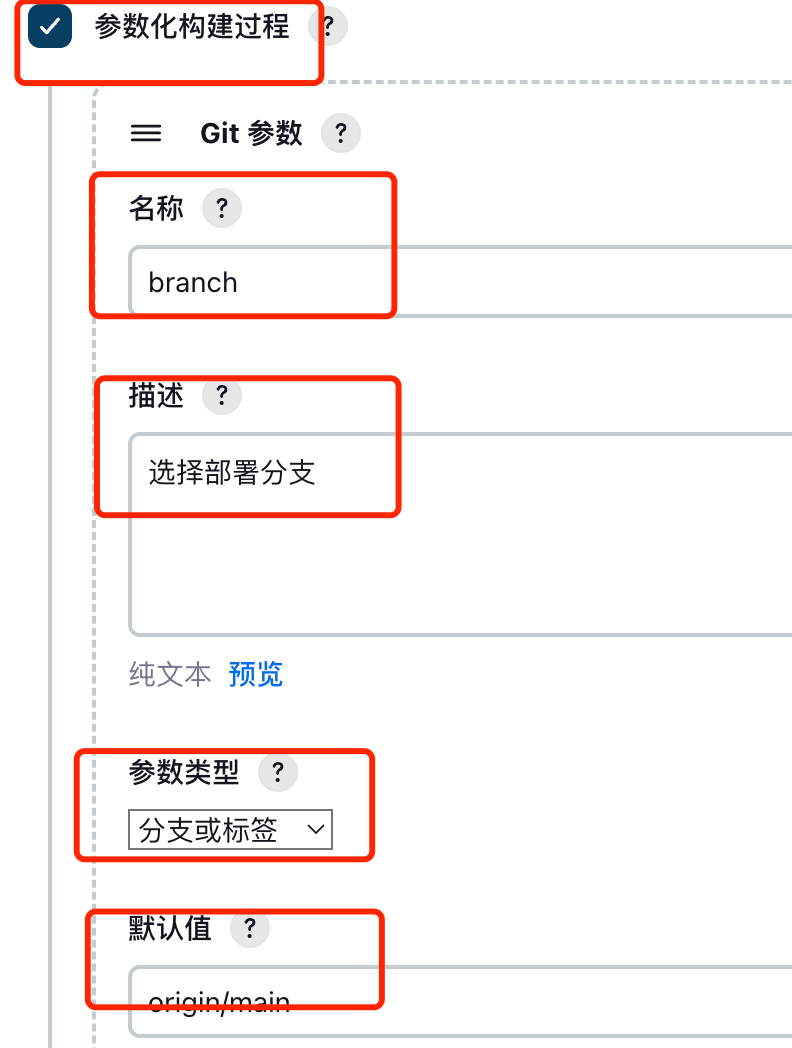 参数化构建过程 ?
Git 参数 ?
名称 ?
branch
描述 ?
选择部署分支
纯文本 预览
参数类型 ?
分支或标签
默认值 ?
origin/main